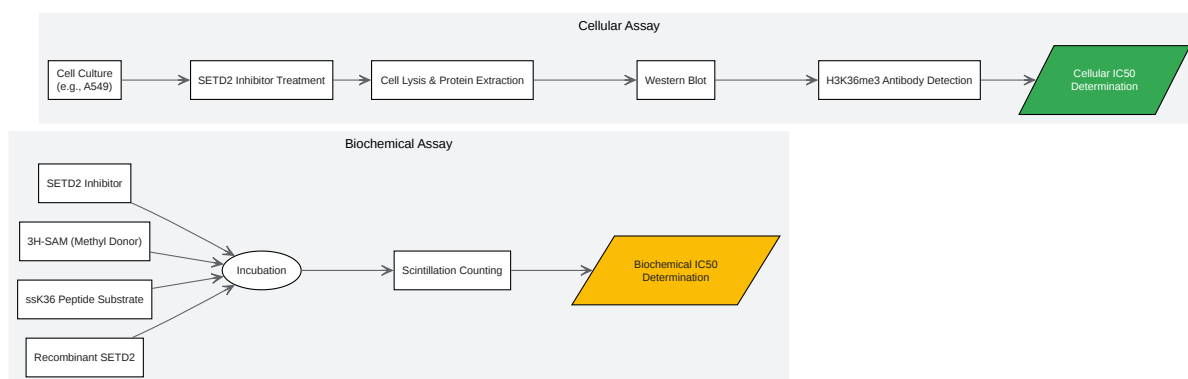 Cellular Assay
Cell Culture
(e.g., A549)
SETD2 Inhibitor Treatment
Cell Lysis & Protein Extraction
Western Blot
H3K36me3 Antibody Detection
Cellular IC50
Determination
Biochemical Assay
SETD2 Inhibitor
3H-SAM (Methyl Donor)
ssK36 Peptide Substrate
Recombinant SETD2
Incubation
Scintillation Counting
Biochemical IC50
Determination